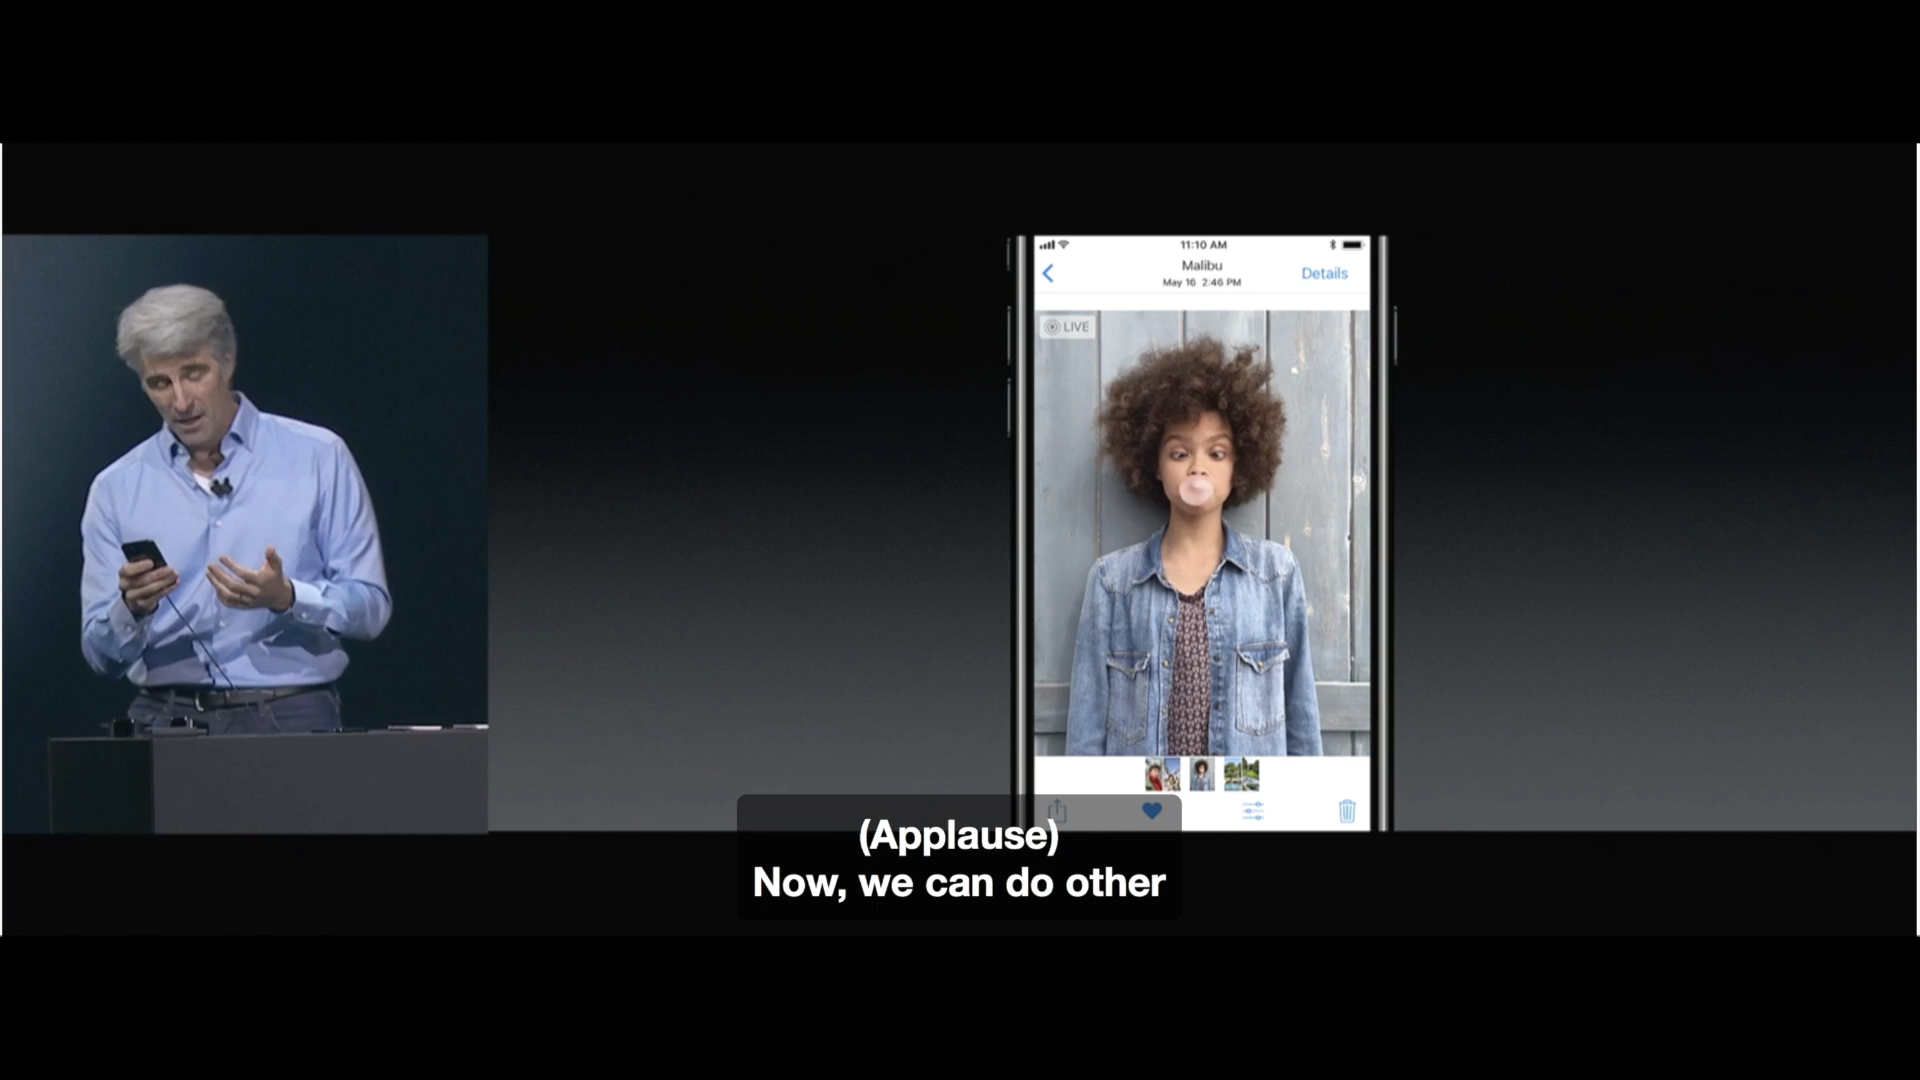 11:10 AM
Malibu
May 16 2:46 PM
Details
LIVE
(Applause)
Now, we can do other